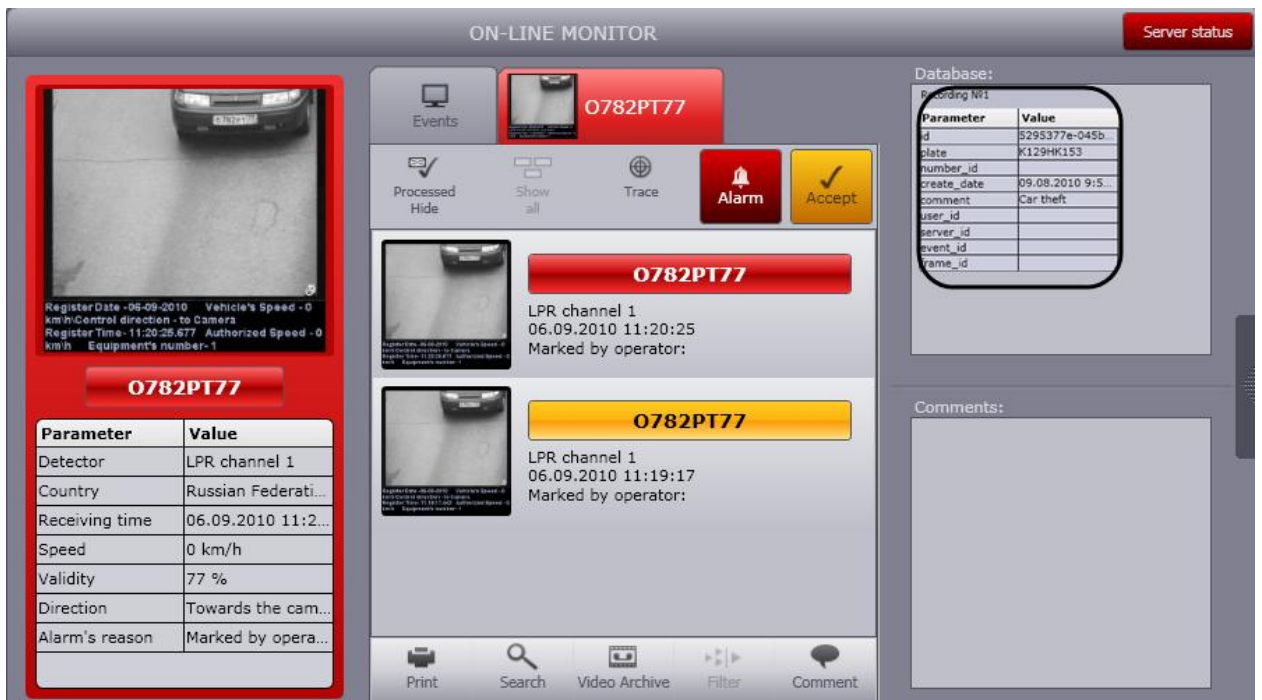 ON-LINE MONITOR
Server status
Register Date -06-09-2010 Vehicle's Speed - 0
km\h\Control direction - to Camera
Register Time- 11:20:25.677 Authorized Speed - 0
km\h Equipment's number- 1
O782PT77
Parameter Value
Detector LPR channel 1
Country Russian Federati...
Receiving time 06.09.2010 11:2...
Speed 0 km/h
Validity 77 %
Direction Towards the cam...
Alarm's reason Marked by opera...
Events
O782PT77
Processed
Hide
Show
all
Trace
Alarm
Accept
O782PT77
LPR channel 1
06.09.2010 11:20:25
Marked by operator:
O782PT77
LPR channel 1
06.09.2010 11:19:17
Marked by operator:
Print
Search
Video Archive
Filter
Comment
Database:
Recording №1
Parameter Value
id 5295377e-045b...
plate K129HK153
number_id
create_date 09.08.2010 9:5...
comment Car theft
user_id
server_id
event_id
frame_id
Comments: